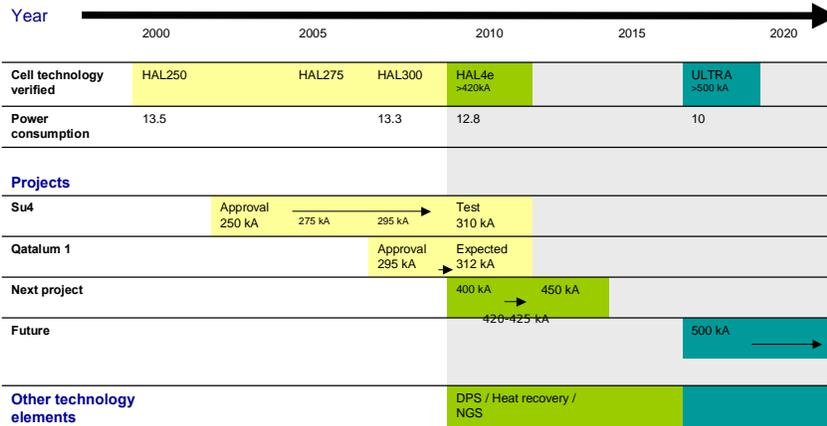 Year
2000 2005 2010 2015 2020
Cell technology HAL250 HAL275 HAL300 HAL4e ULTRA
verified >420kA >500 kA
Power 13.5 13.3 12.8 10
consumption
Projects
Su4 Approval Test
250 kA 275 kA 295 kA 310 kA
Qatalum 1 Approval Expected
295 kA 312 kA
Next project 400 kA 450 kA
420-425 kA
Future 500 kA
Other technology DPS / Heat recovery /
elements NGS